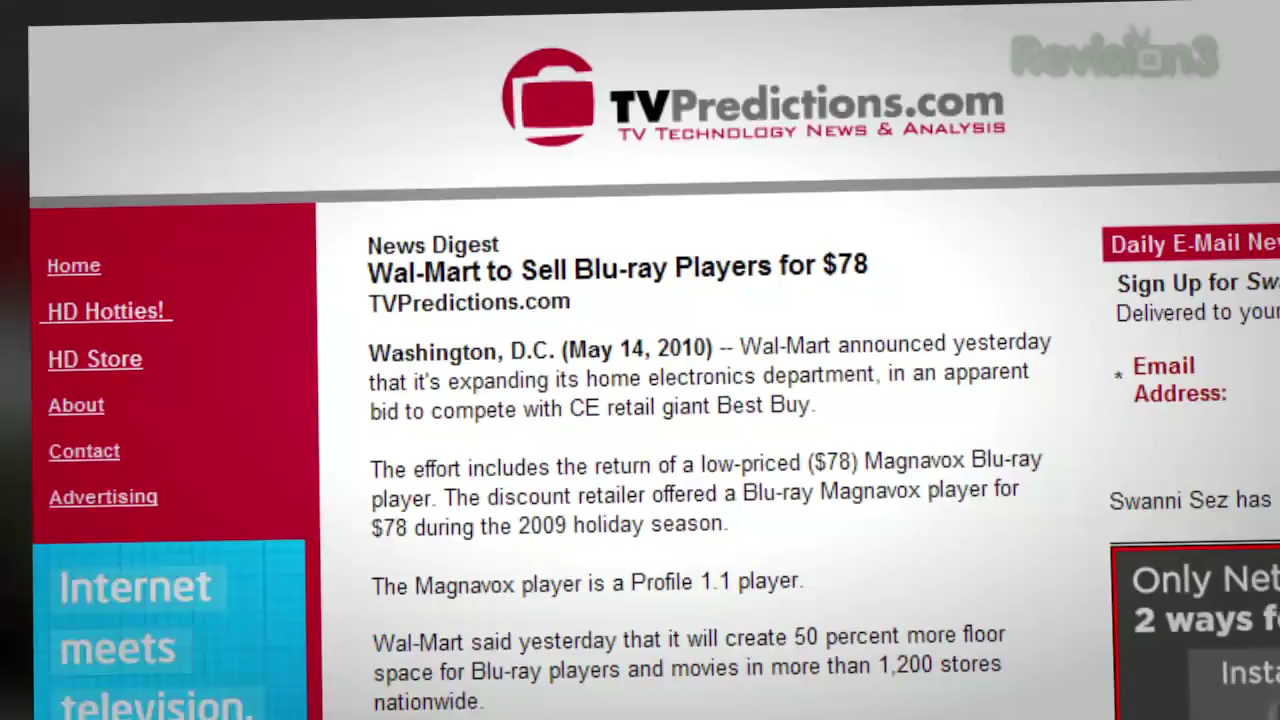 Revision3
TVPredictions.com
TV Technology News & Analysis
Home
HD Hotties!
HD Store
About
Contact
Advertising
Internet
meets
television.
News Digest
Wal-Mart to Sell Blu-ray Players for $78
TVPredictions.com
Washington, D.C. (May 14, 2010) -- Wal-Mart announced yesterday
that it's expanding its home electronics department, in an apparent
bid to compete with CE retail giant Best Buy.
The effort includes the return of a low-priced ($78) Magnavox Blu-ray
player. The discount retailer offered a Blu-ray Magnavox player for
$78 during the 2009 holiday season.
The Magnavox player is a Profile 1.1 player.
Wal-Mart said yesterday that it will create 50 percent more floor
space for Blu-ray players and movies in more than 1,200 stores
nationwide.
Daily E-Mail
Sign Up for
Delivered to your
* Email
Address:
Swanni Sez has
Only
2 ways